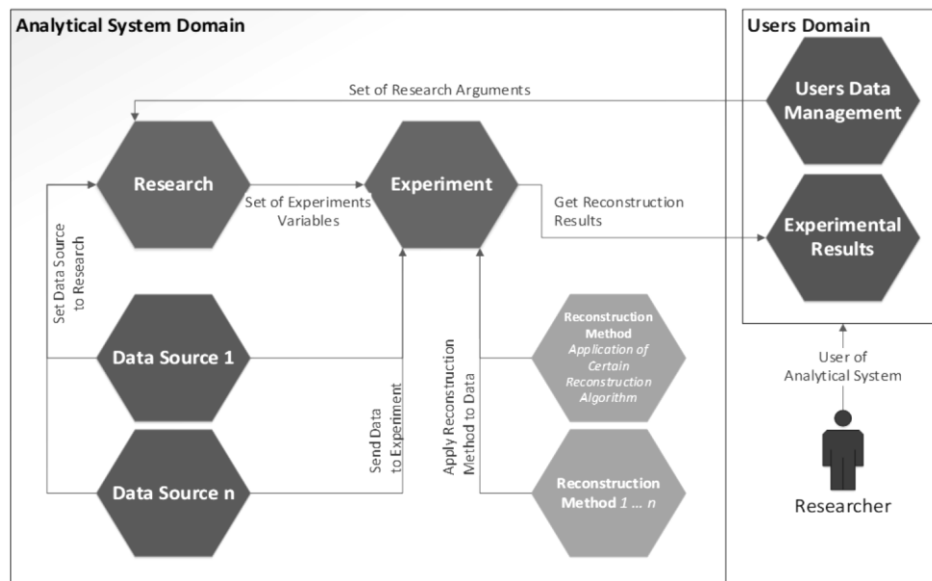 Analytical System Domain
Users Domain
Users Data
Management
Set of Research Arguments
Research
Experiment
Set of Experiments
Variables
Get Reconstruction
Results
Experimental
Results
Set Data Source
to Research
Data Source 1
Data Source n
Send Data
to Experiment
Apply Reconstruction
Method to Data
Reconstruction
Method
Application of
Certain
Reconstruction
Algorithm
Reconstruction
Method 1 ... n
User of
Analytical System
Researcher